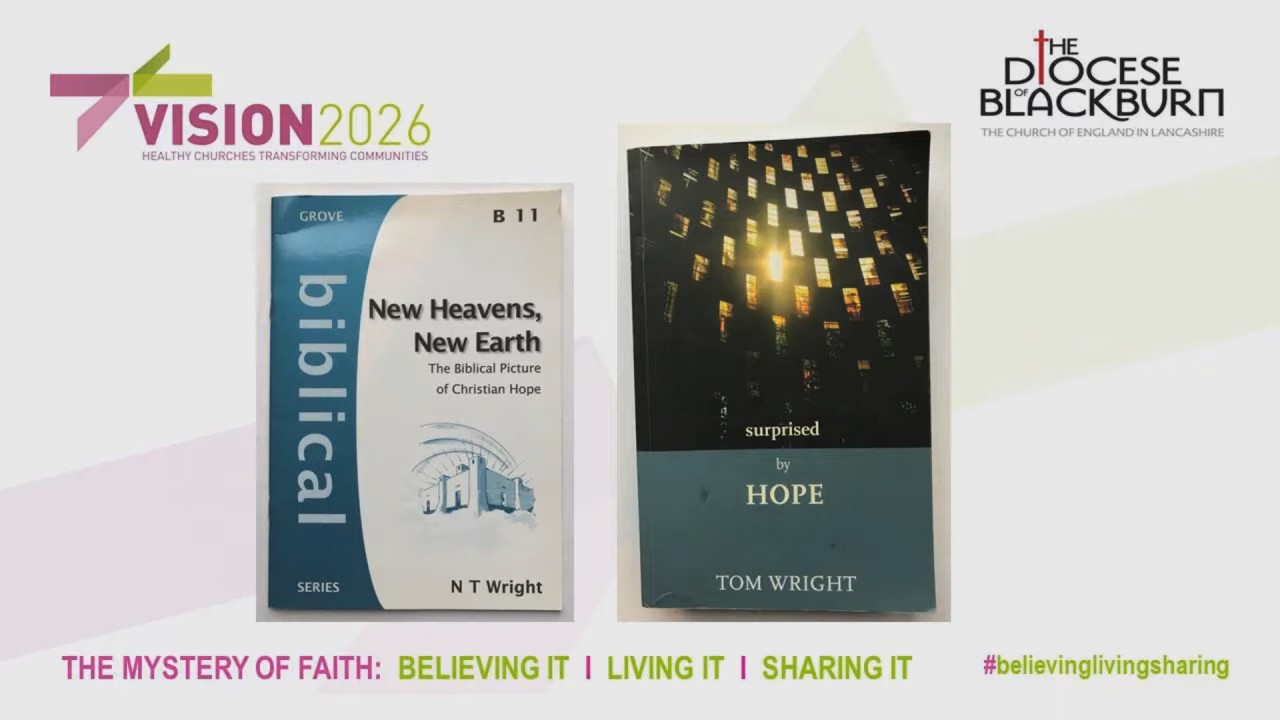 VISION2026
HEALTHY CHURCHES TRANSFORMING COMMUNITIES
THE
DIOCESE
OF
BLACKBURN
THE CHURCH OF ENGLAND IN LANCASHIRE
GROVE
B 11
biblical
New Heavens,
New Earth
The Biblical Picture
of Christian Hope
SERIES
N T Wright
surprised
by
HOPE
TOM WRIGHT
THE MYSTERY OF FAITH: BELIEVING IT I LIVING IT I SHARING IT
#believinglivingsharing